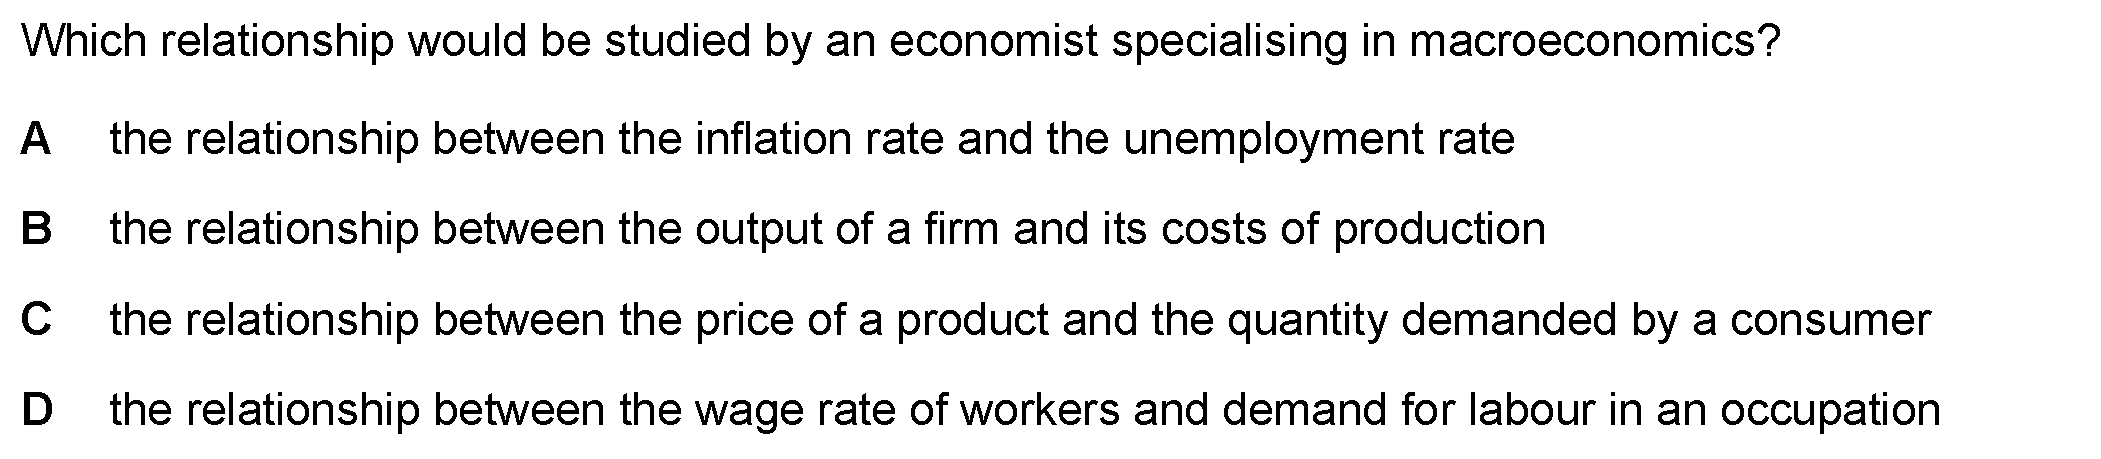 Which relationship would be studied by an economist specialising in macroeconomics?
A the relationship between the inflation rate and the unemployment rate
B the relationship between the output of a firm and its costs of production
C the relationship between the price of a product and the quantity demanded by a consumer
D the relationship between the wage rate of workers and demand for labour in an occupation